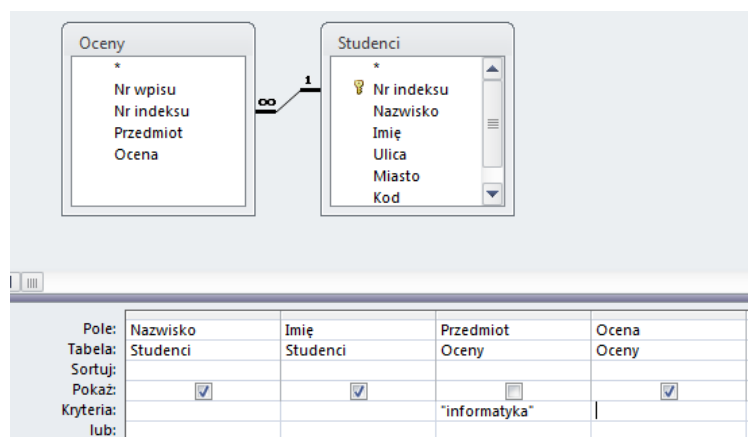 Oceny
*
Nr wpisu
Nr indeksu
Przedmiot
Ocena
∞
1
Studenci
*
Nr indeksu
Nazwisko
Imię
Ulica
Miasto
Kod
Pole: Nazwisko Imię Przedmiot Ocena
Tabela: Studenci Studenci Oceny Oceny
Sortuj:
Pokaż:
Kryteria: "informatyka"
lub: